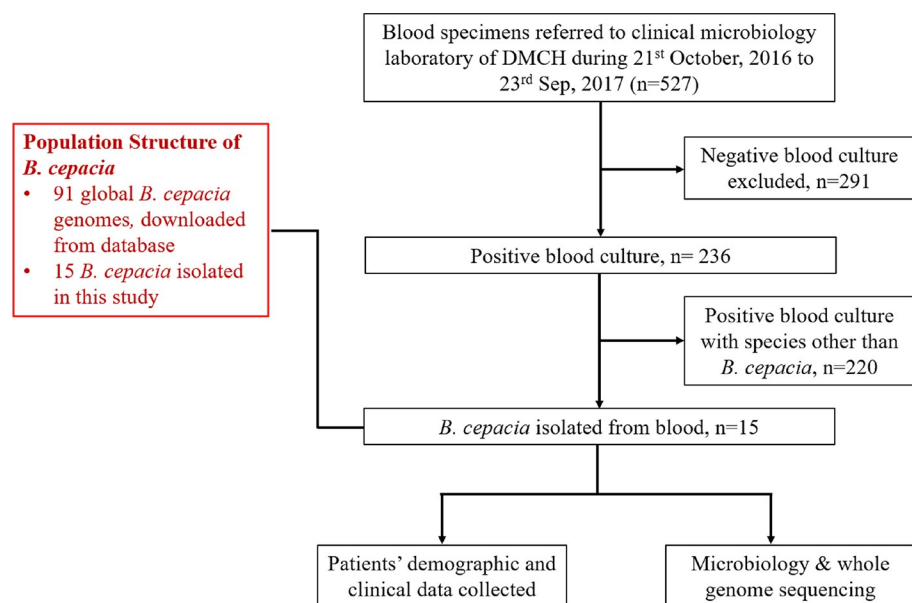 Blood specimens referred to clinical microbiology
laboratory of DMCH during 21st October, 2016 to
23rd Sep, 2017 (n=527)
Population Structure of
B. cepacia
• 91 global B. cepacia
genomes, downloaded
from database
• 15 B. cepacia isolated
in this study
Negative blood culture
excluded, n=291
Positive blood culture, n= 236
Positive blood culture
with species other than
B. cepacia, n=220
B. cepacia isolated from blood, n=15
Patients' demographic and
clinical data collected
Microbiology & whole
genome sequencing